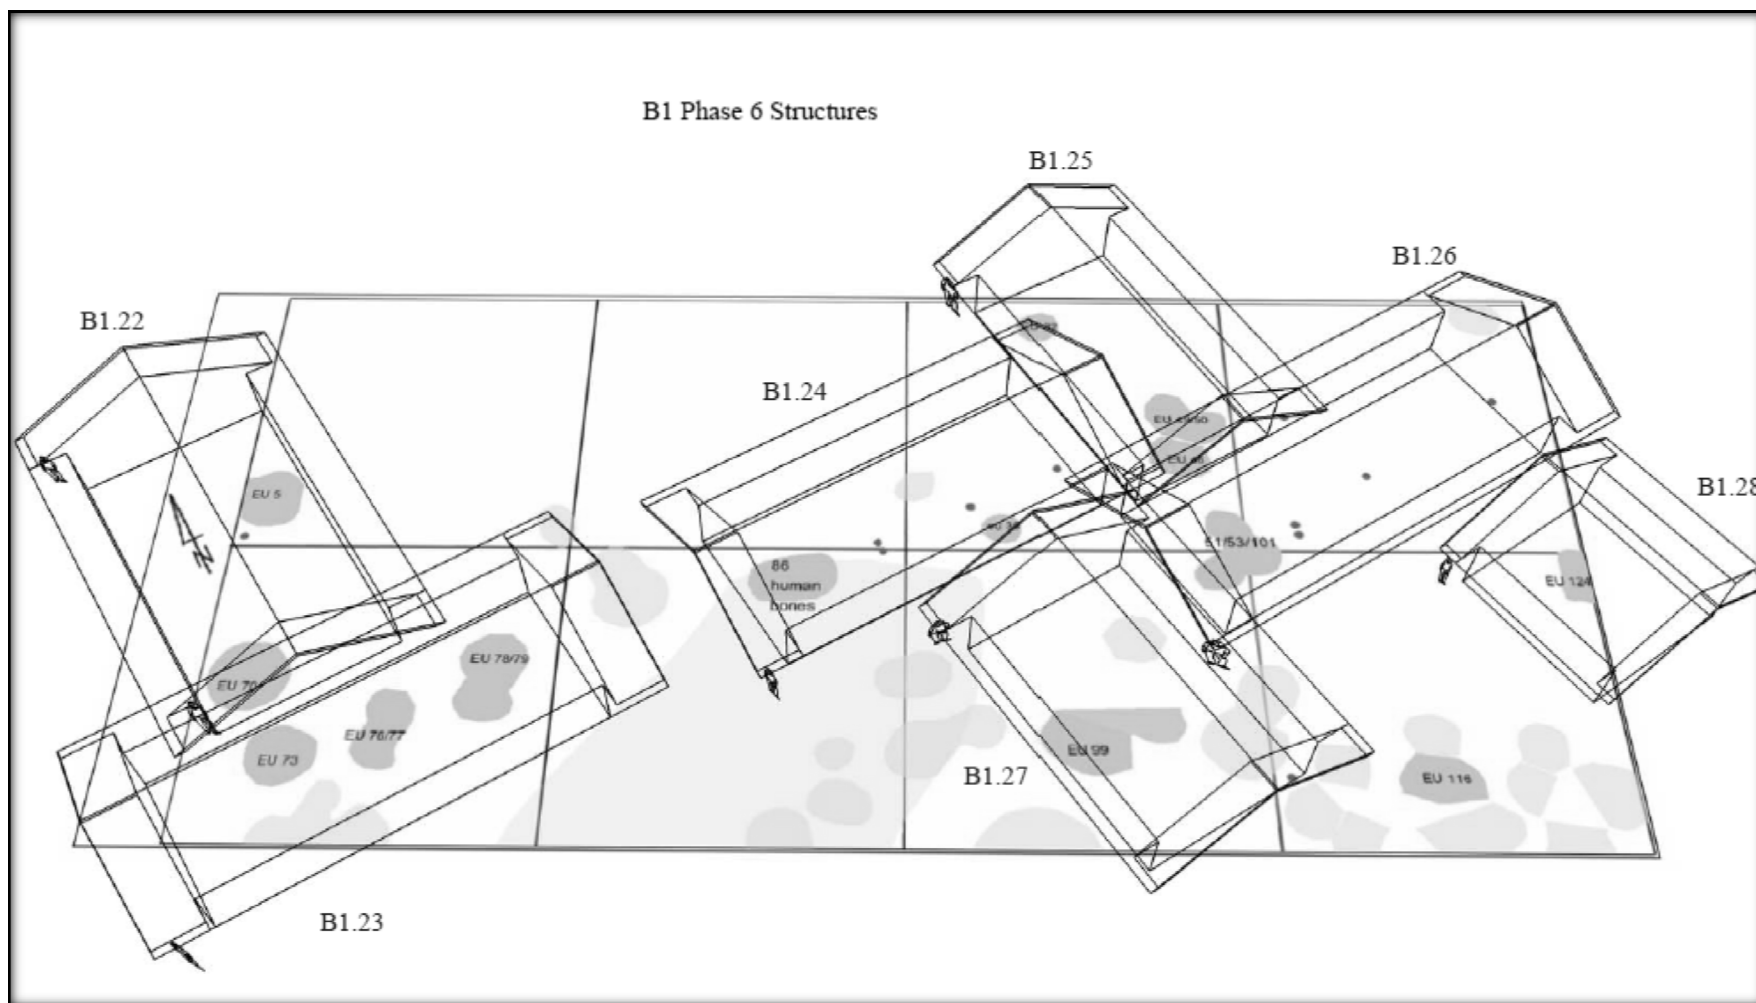 B1 Phase 6 Structures
B1.25
B1.26
B1.22
B1.24
B1.28
EU 5
N
86
human
bones
51/53/101
EU 124
EU 78/79
EU 70
EU 76/77
EU 73
EU 99
B1.27
EU 116
B1.23